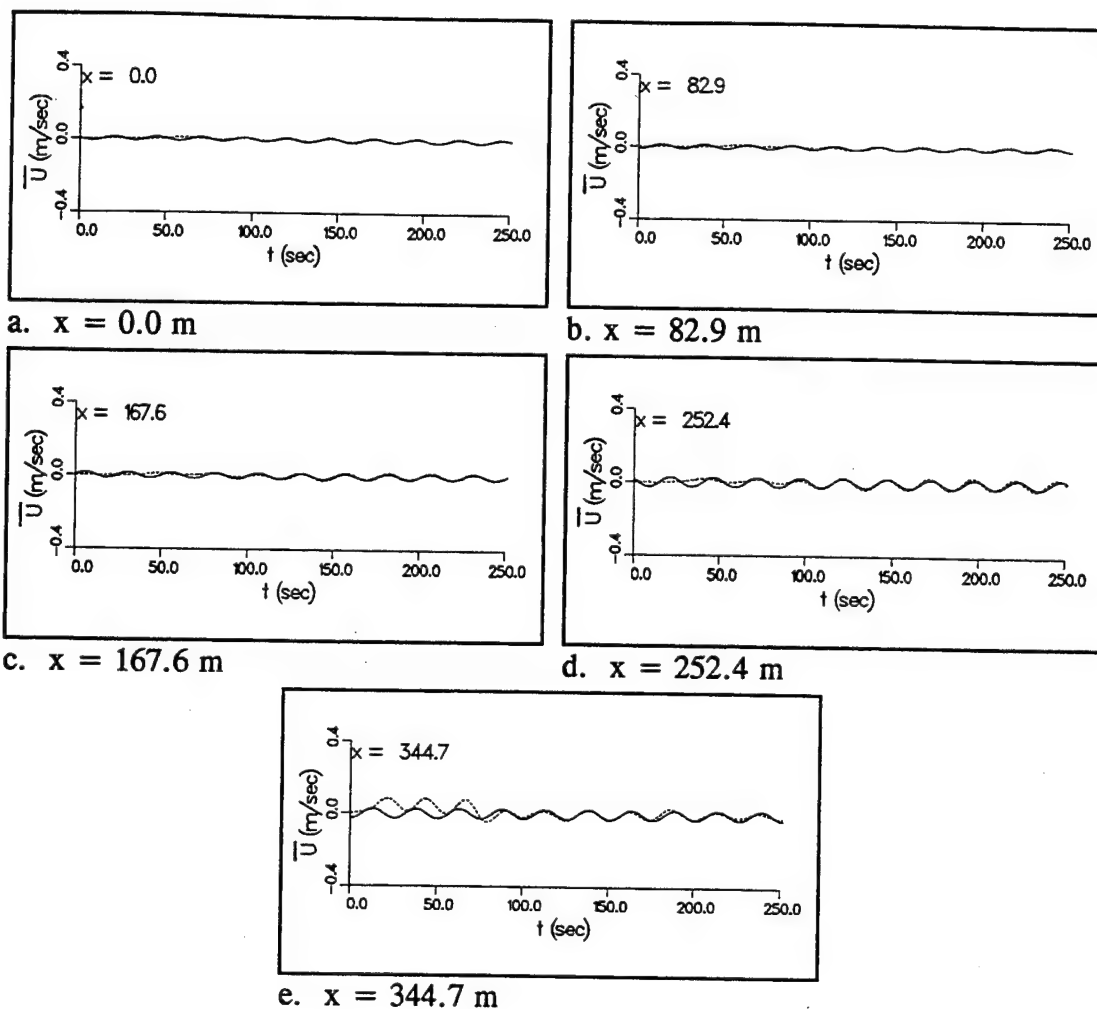 x = 0.0
0.4
0.0
-0.4
U (m/sec)
0.0 50.0 100.0 150.0 200.0 250.0
t (sec)
a. x = 0.0 m
x = 82.9
0.4
0.0
-0.4
U (m/sec)
0.0 50.0 100.0 150.0 200.0 250.0
t (sec)
b. x = 82.9 m
x = 167.6
0.4
0.0
-0.4
U (m/sec)
0.0 50.0 100.0 150.0 200.0 250.0
t (sec)
c. x = 167.6 m
x = 252.4
0.4
0.0
-0.4
U (m/sec)
0.0 50.0 100.0 150.0 200.0 250.0
t (sec)
d. x = 252.4 m
x = 344.7
0.4
0.0
-0.4
U (m/sec)
0.0 50.0 100.0 150.0 200.0 250.0
t (sec)
e. x = 344.7 m